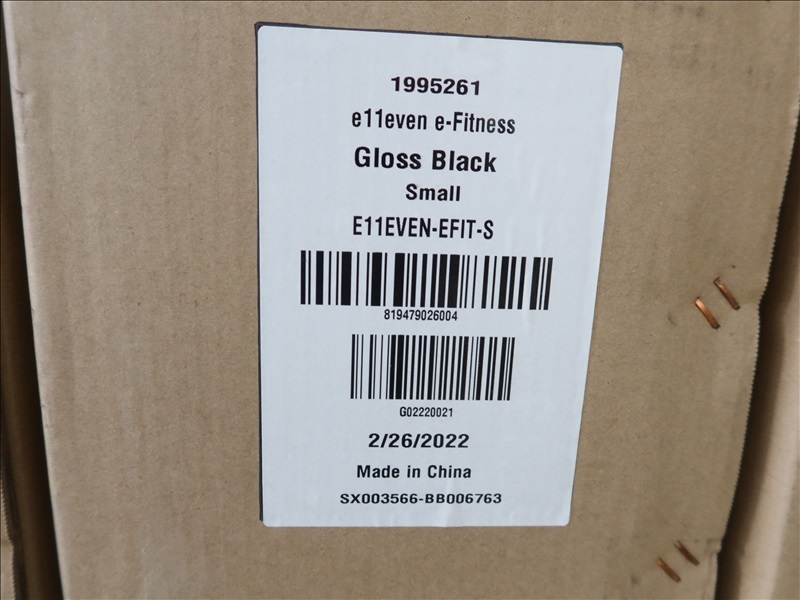 1995261
e11even e-Fitness
Gloss Black
Small
E11EVEN-EFIT-S
819479026004
G02220021
2/26/2022
Made in China
SX003566-BB006763